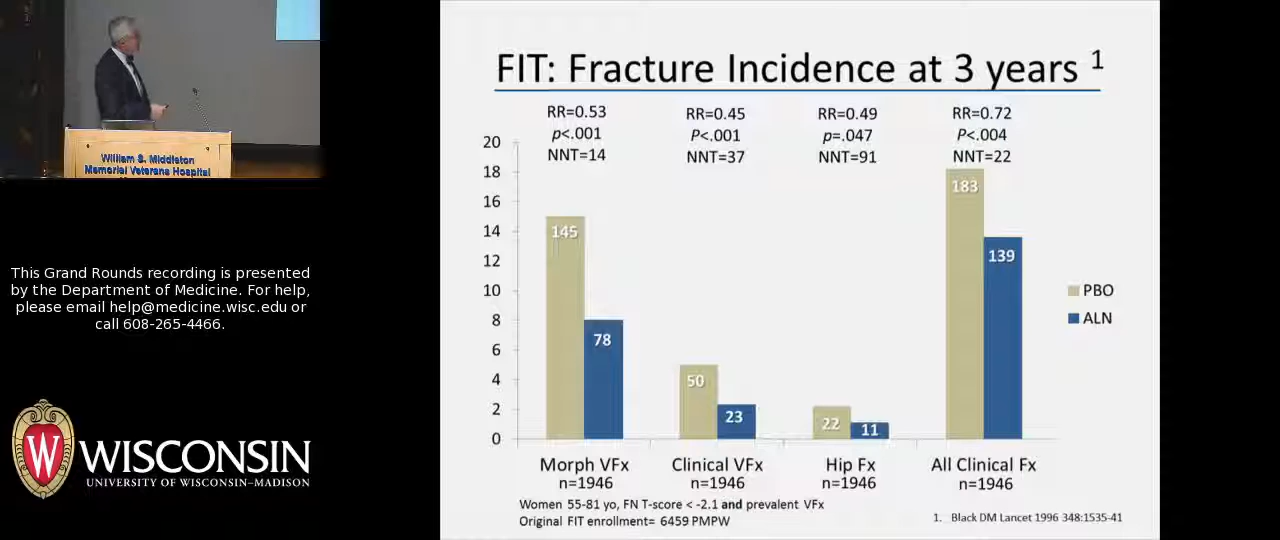 William S. Middleton
Memorial Veterans Hospital
This Grand Rounds recording is presented
by the Department of Medicine. For help,
please email help@medicine.wisc.edu or
call 608-265-4466.
W
WISCONSIN
UNIVERSITY OF WISCONSIN–MADISON
FIT: Fracture Incidence at 3 years 1
RR=0.53
p<.001
NNT=14
RR=0.45
P<.001
NNT=37
RR=0.49
p=.047
NNT=91
RR=0.72
P<.004
NNT=22
20
18
16
14
12
10
8
6
4
2
0
145
78
50
23
22
11
183
139
PBO
ALN
Morph VFx
n=1946
Clinical VFx
n=1946
Hip Fx
n=1946
All Clinical Fx
n=1946
Women 55-81 yo, FN T-score < -2.1 and prevalent VFx
Original FIT enrollment= 6459 PMPW
1. Black DM Lancet 1996 348:1535-41